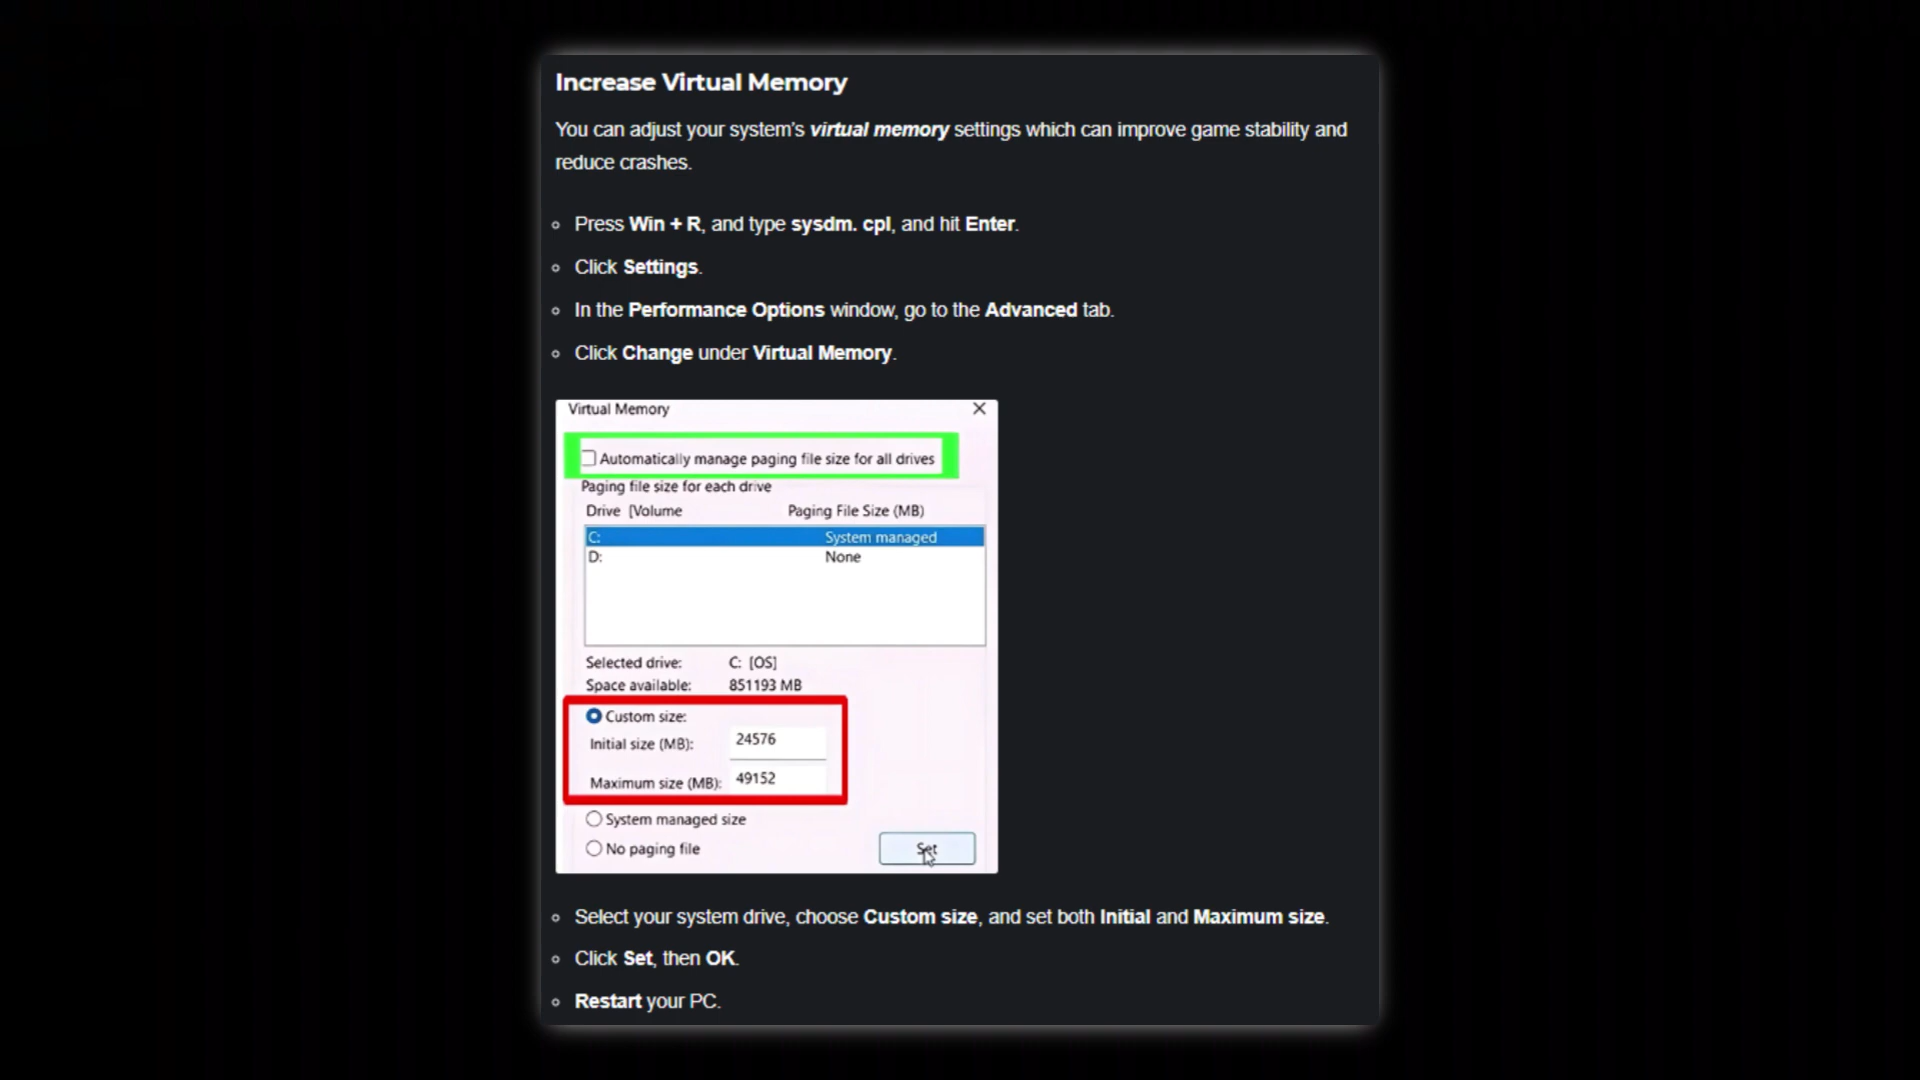 Increase Virtual Memory
You can adjust your system's virtual memory settings which can improve game stability and
reduce crashes.
Press Win + R, and type sysdm. cpl, and hit Enter.
Click Settings.
In the Performance Options window, go to the Advanced tab.
Click Change under Virtual Memory.
Virtual Memory
Automatically manage paging file size for all drives
Paging file size for each drive
Drive [Volume Paging File Size (MB)
C: System managed
D: None
Selected drive: C: [OS]
Space available: 851193 MB
Custom size:
Initial size (MB): 24576
Maximum size (MB): 49152
System managed size
No paging file Set
Select your system drive, choose Custom size, and set both Initial and Maximum size.
Click Set, then OK.
Restart your PC.